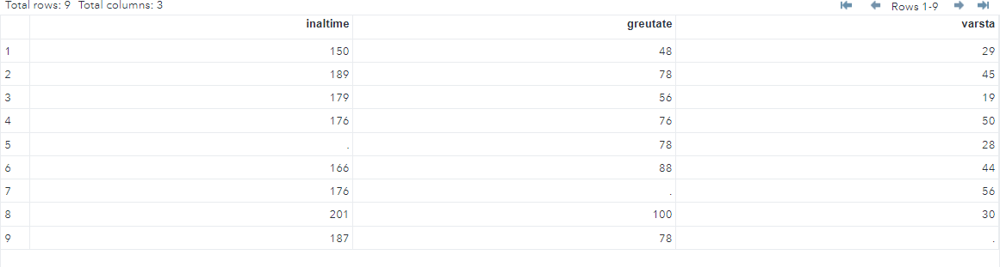 Total rows: 9 Total columns: 3 Rows 1-9
inaltime greutate varsta
1 150 48 29
2 189 78 45
3 179 56 19
4 176 76 50
5 . 78 28
6 166 88 44
7 176 . 56
8 201 100 30
9 187 78 .